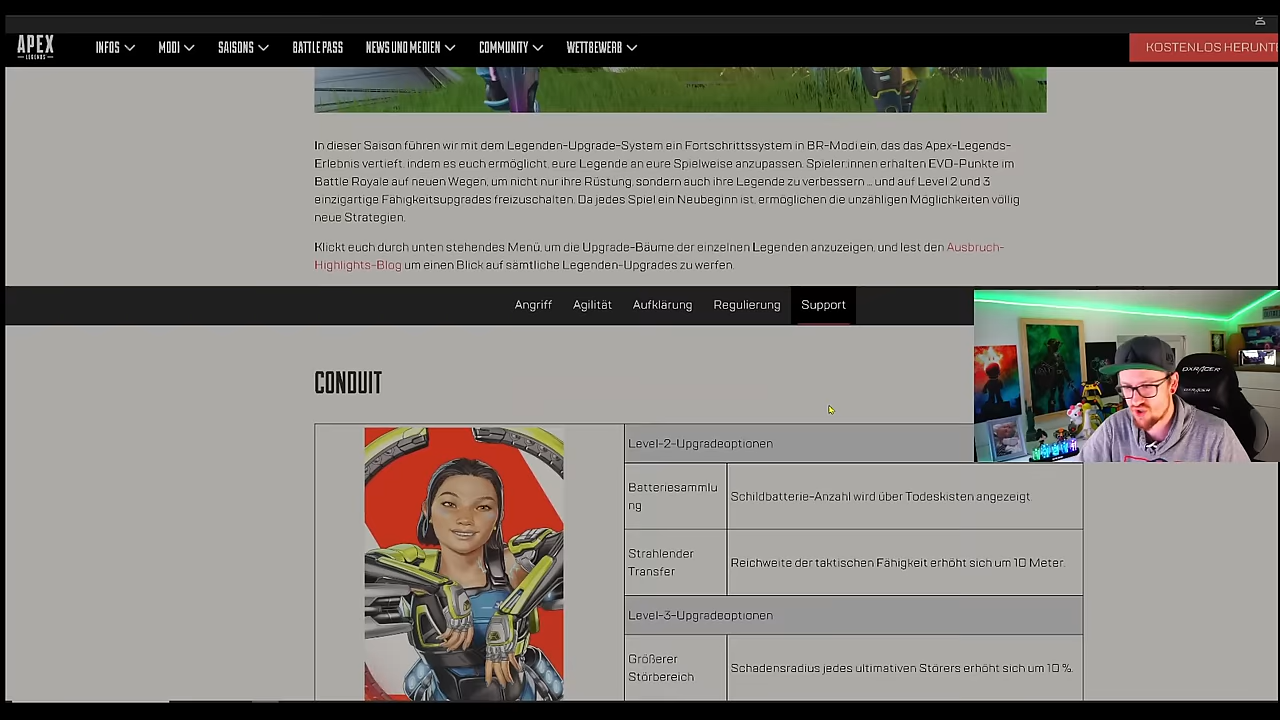 APEX
LEGENDS
INFOS MODI SAISONS BATTLE PASS NEWS UND MEDIEN COMMUNITY WETTBEWERB
KOSTENLOS HERUNT
In dieser Saison führen wir mit dem Legenden-Upgrade-System ein Fortschrittssystem in BR-Modi ein, das das Apex-Legends-
Erlebnis vertieft, indem es euch ermöglicht, eure Legende an eure Spielweise anzupassen. Spieler:innen erhalten EVO-Punkte im
Battle Royale auf neuen Wegen, um nicht nur ihre Rüstung, sondern auch ihre Legende zu verbessern … und auf Level 2 und 3
einzigartige Fähigkeitsupgrades freizuschalten. Da jedes Spiel ein Neubeginn ist, ermöglichen die unzähligen Möglichkeiten völlig
neue Strategien.
Klickt euch durch unten stehendes Menü, um die Upgrade-Bäume der einzelnen Legenden anzuzeigen, und lest den Ausbruch-
Highlights-Blog um einen Blick auf sämtliche Legenden-Upgrades zu werfen.
Angriff Agilität Aufklärung Regulierung Support
CONDUIT
Level-2-Upgradeoptionen
Batteriesammlu
ng
Schildbatterie-Anzahl wird über Todeskisten angezeigt.
Strahlender
Transfer
Reichweite der taktischen Fähigkeit erhöht sich um 10 Meter.
Level-3-Upgradeoptionen
Größerer
Störbereich
Schadensradius jedes ultimativen Störers erhöht sich um 10 %.
DXRACER
DXRACER